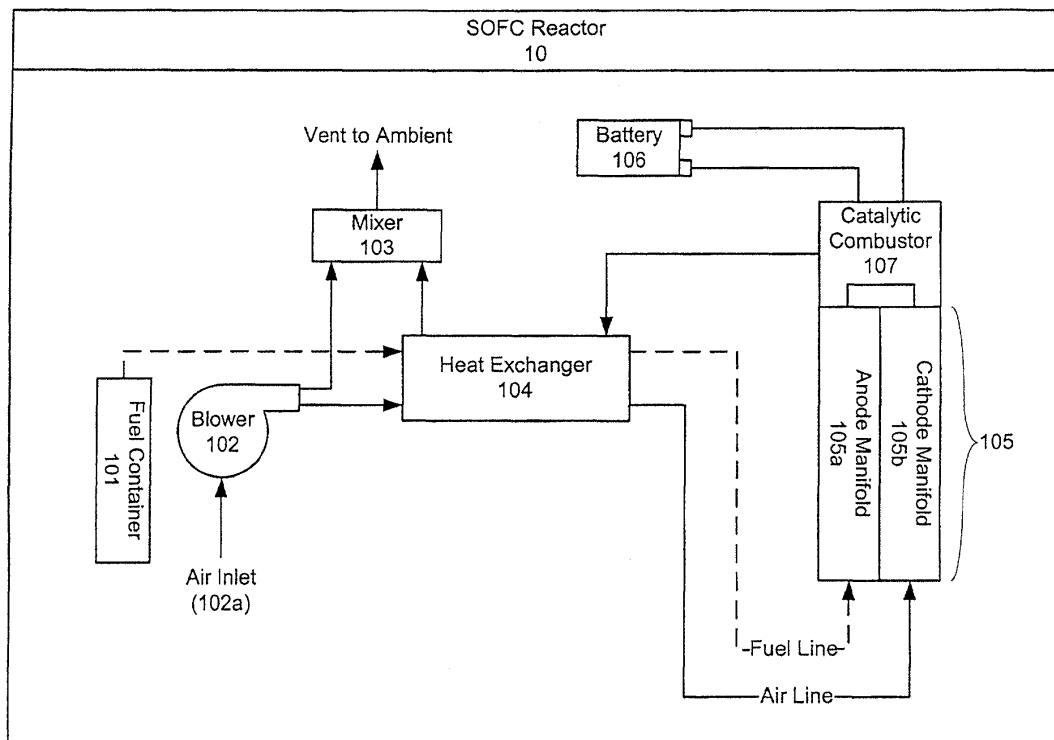 SOFC Reactor
10
Vent to Ambient
Battery
106
Mixer
103
Catalytic
Combustor
107
Heat Exchanger
104
Fuel Container
101
Blower
102
Anode Manifold
105a
Cathode Manifold
105b
105
Air Inlet
(102a)
Fuel Line
Air Line